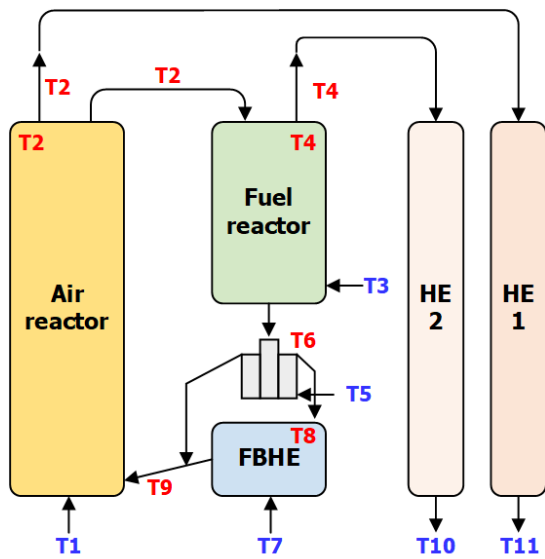 T2
T2
T4
T2
T4
Fuel
reactor
Air
reactor
T3
HE
2
HE
1
T6
T5
T8
FBHE
T9
T1
T7
T10
T11